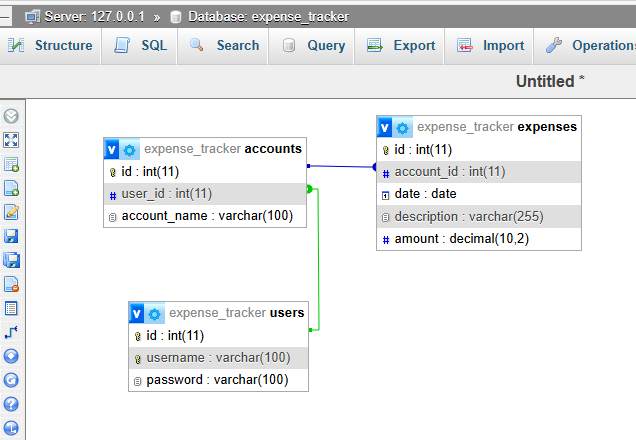 Server: 127.0.0.1 » Database: expense_tracker
Structure SQL Search Query Export Import Operations
Untitled *
expense_tracker expenses
id : int(11)
account_id : int(11)
date : date
description : varchar(255)
amount : decimal(10,2)
expense_tracker accounts
id : int(11)
user_id : int(11)
account_name : varchar(100)
expense_tracker users
id : int(11)
username : varchar(100)
password : varchar(100)